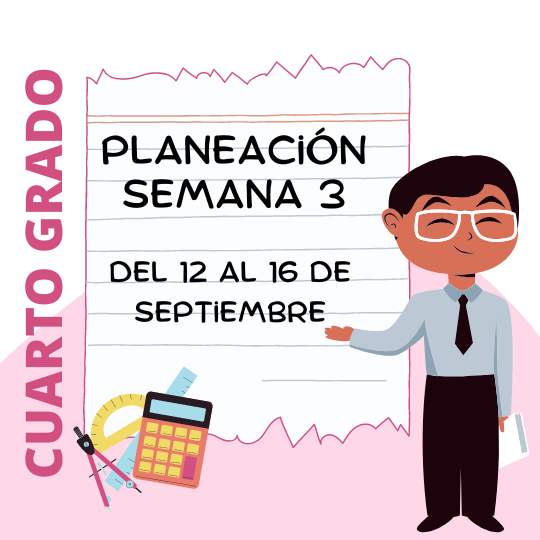 CUARTO GRADO
PLANEACIÓN
SEMANA 3
DEL 12 AL 16 DE
SEPTIEMBRE